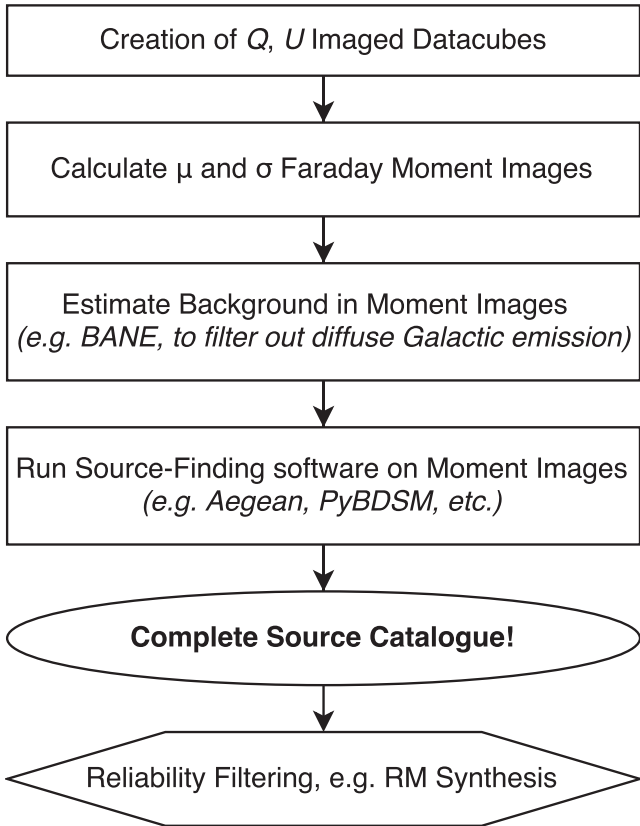 Creation of Q, U Imaged Datacubes
Calculate μ and σ Faraday Moment Images
Estimate Background in Moment Images
(e.g. BANE, to filter out diffuse Galactic emission)
Run Source-Finding software on Moment Images
(e.g. Aegean, PyBDSM, etc.)
Complete Source Catalogue!
Reliability Filtering, e.g. RM Synthesis